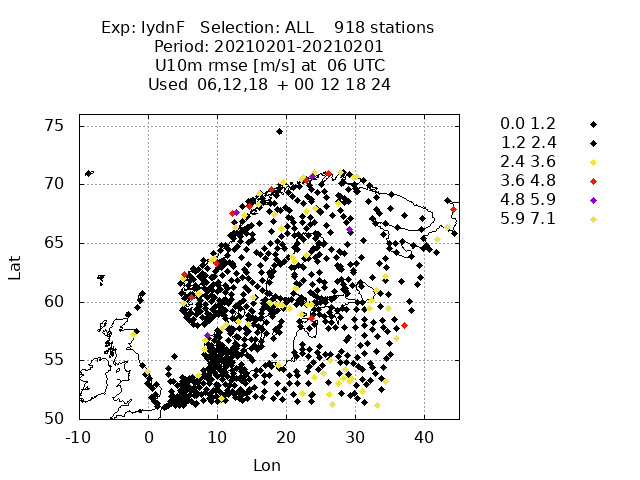 Exp: IydnF   Selection: ALL    918 stations
Period: 20210201-20210201
U10m rmse [m/s] at  06 UTC
Used  06,12,18  + 00 12 18 24
75
70
65
60
55
50
-10 0 10 20 30 40
Lat
Lon
0.0 1.2
1.2 2.4
2.4 3.6
3.6 4.8
4.8 5.9
5.9 7.1